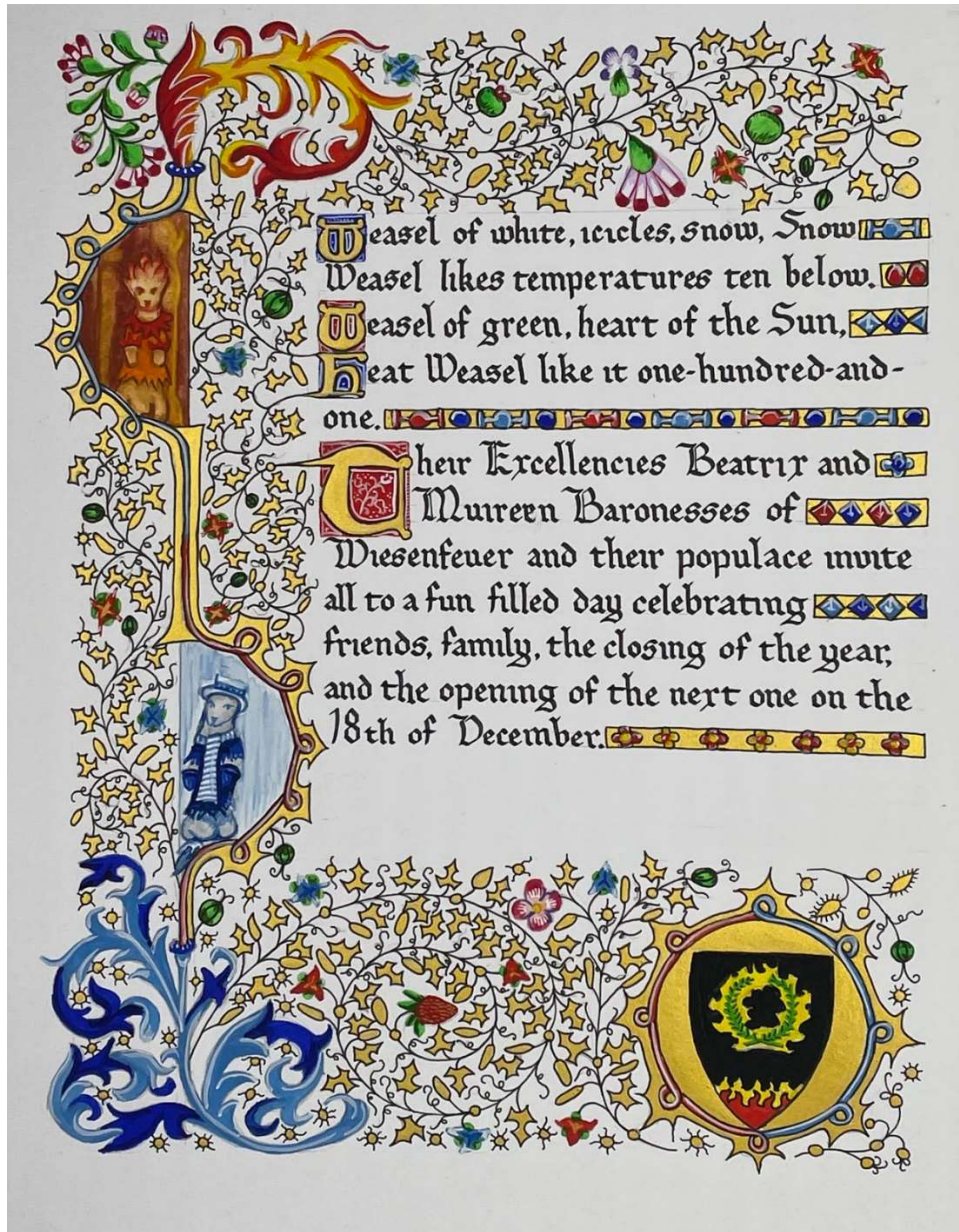 Weasel of white, icicles, snow, Snow
Weasel likes temperatures ten below.
Weasel of green, heart of the Sun,
Heat Weasel like it one-hundred-and-
one.
Their Excellencies Beatrix and
Muireen Baronesses of
Wiesenfeuer and their populace invite
all to a fun filled day celebrating
friends, family, the closing of the year,
and the opening of the next one on the
18th of December.